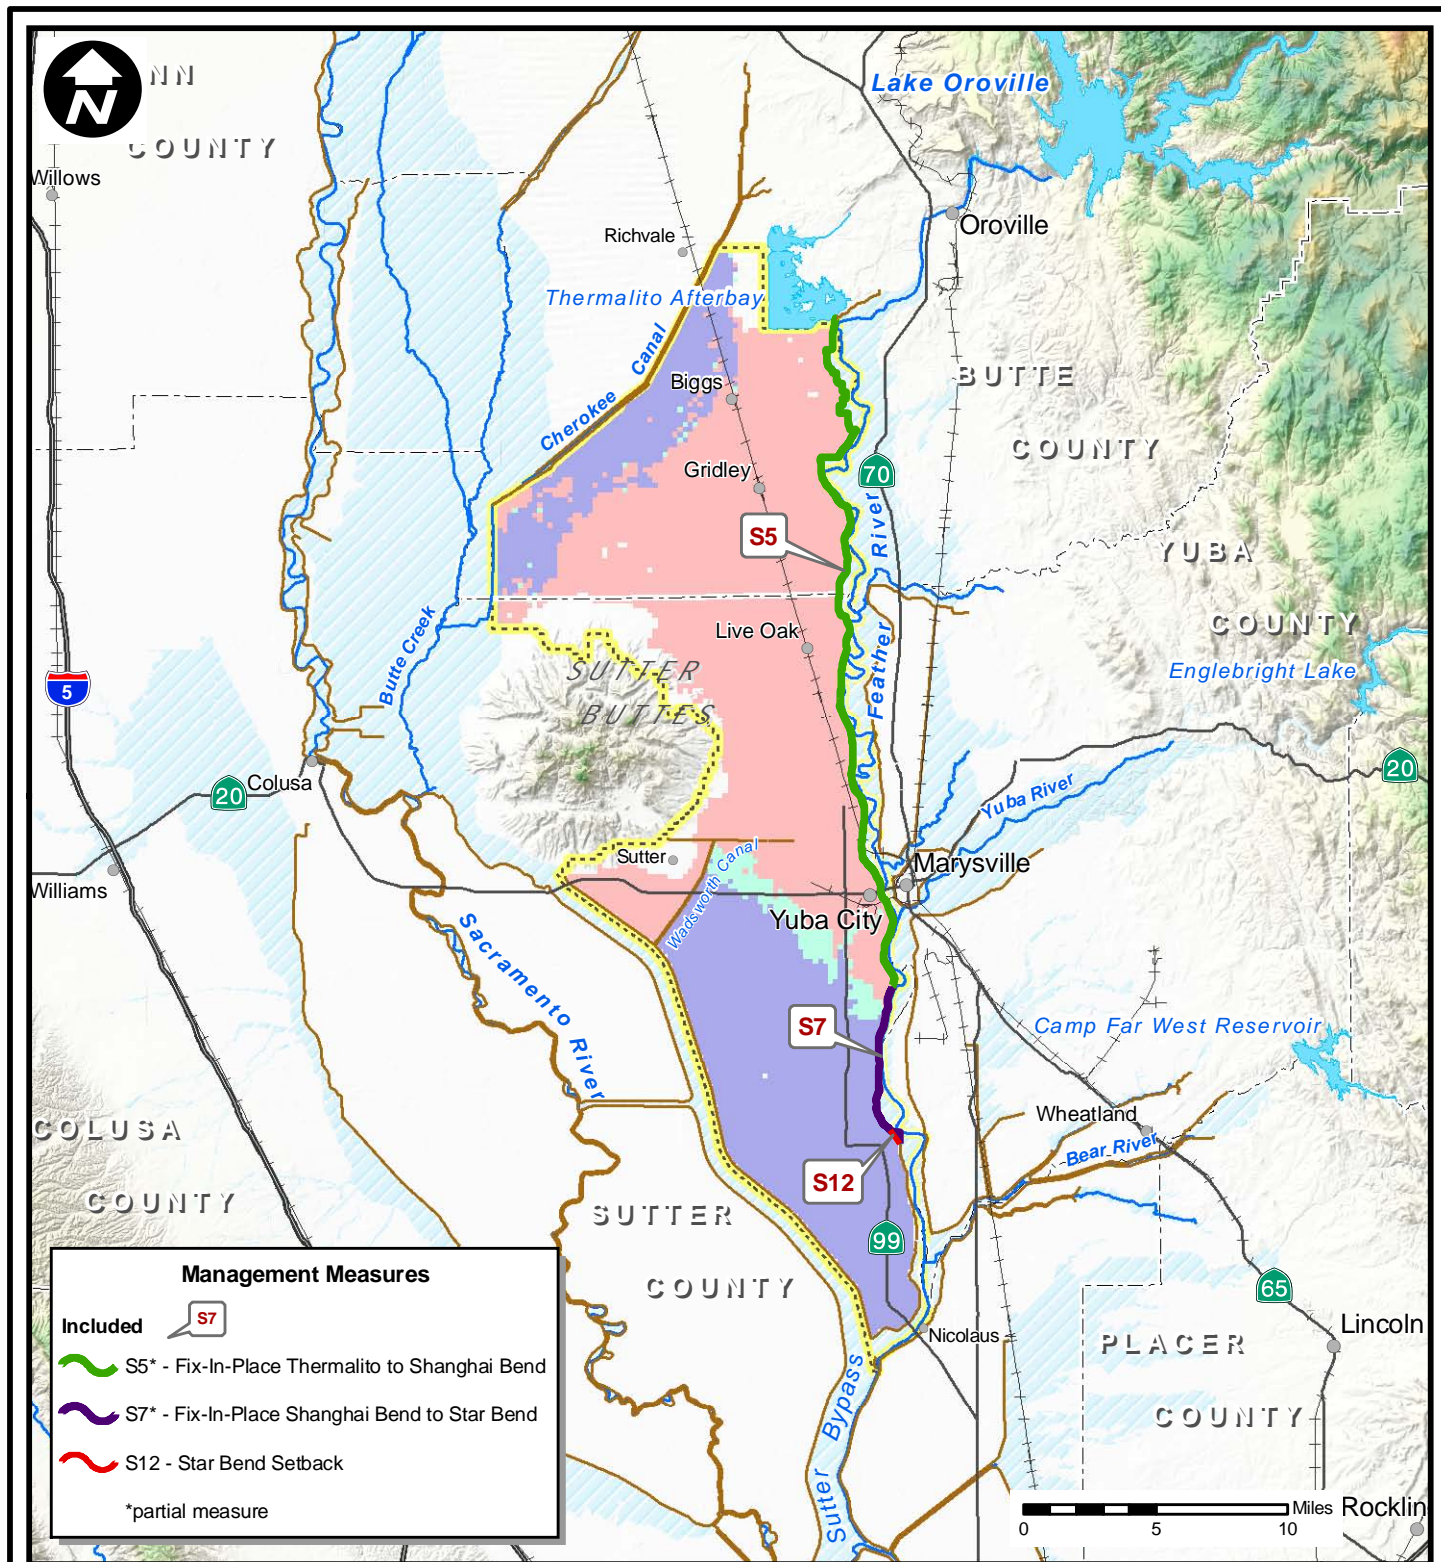 N
NN
COUNTY
Willows
Lake Oroville
Oroville
Richvale
Thermalito Afterbay
Cherokee Canal
Biggs
BUTTE
COUNTY
Gridley
70
S5
Feather River
YUBA
COUNTY
Englebright Lake
Live Oak
Butte Creek
SUTTER
BUTTES
5
20
Colusa
20
Yuba River
Sutter
Wadsworth Canal
Marysville
Williams
Yuba City
Sacramento River
S7
Camp Far West Reservoir
Wheatland
Bear River
COLUSA
COUNTY
S12
SUTTER
COUNTY
99
65
Nicolaus
Lincoln
PLACER
COUNTY
Sutter Bypass
Rocklin
Management Measures
Included
S7
S5* - Fix-In-Place Thermalito to Shanghai Bend
S7* - Fix-In-Place Shanghai Bend to Star Bend
S12 - Star Bend Setback
*partial measure
Miles
0 5 10